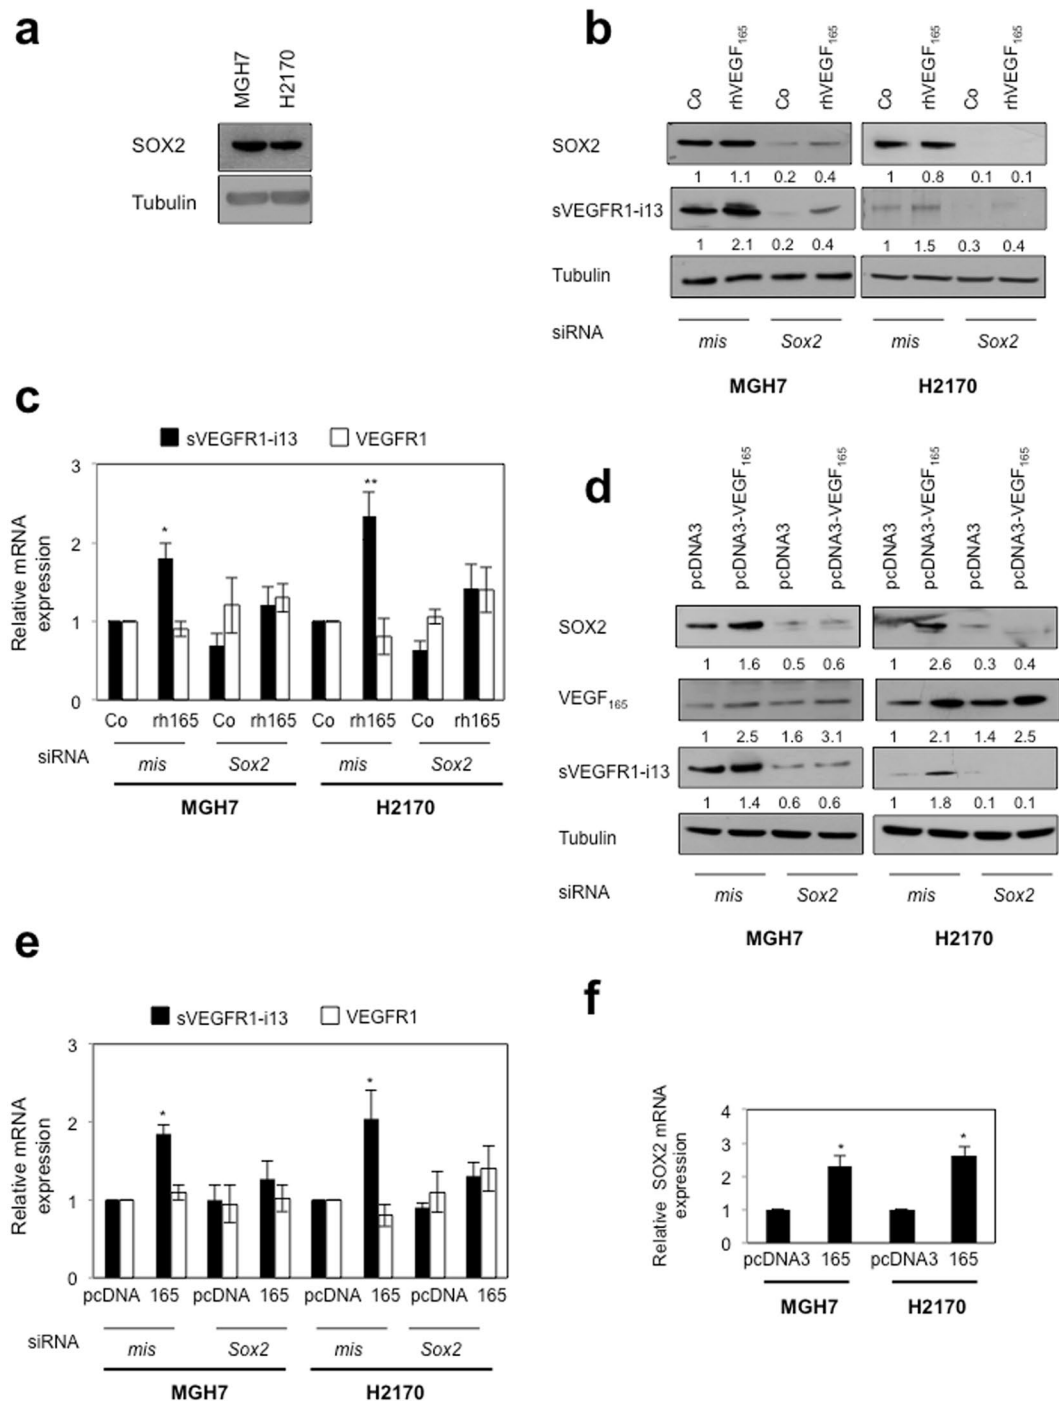 a
MGH7
H2170
SOX2
Tubulin
b
Co
rhVEGF165
Co
rhVEGF165
Co
rhVEGF165
Co
rhVEGF165
SOX2
1 1.1 0.2 0.4 1 0.8 0.1 0.1
sVEGFR1-i13
1 2.1 0.2 0.4 1 1.5 0.3 0.4
Tubulin
siRNA
mis Sox2 mis Sox2
MGH7 H2170
c
sVEGFR1-i13 VEGFR1
Relative mRNA
expression
3
2
1
0
* **
Co rh165 Co rh165 Co rh165 Co rh165
siRNA
mis Sox2 mis Sox2
MGH7 H2170
d
pcDNA3
pcDNA3-VEGF165
pcDNA3
pcDNA3-VEGF165
pcDNA3
pcDNA3-VEGF165
pcDNA3
pcDNA3-VEGF165
SOX2
1 1.6 0.5 0.6 1 2.6 0.3 0.4
VEGF165
1 2.5 1.6 3.1 1 2.1 1.4 2.5
sVEGFR1-i13
1 1.4 0.6 0.6 1 1.8 0.1 0.1
Tubulin
siRNA
mis Sox2 mis Sox2
MGH7 H2170
e
sVEGFR1-i13 VEGFR1
Relative mRNA
expression
3
2
1
0
* *
pcDNA 165 pcDNA 165 pcDNA 165 pcDNA 165
siRNA
mis Sox2 mis Sox2
MGH7 H2170
f
Relative SOX2 mRNA
expression
4
3
2
1
0
* *
pcDNA3 165 pcDNA3 165
MGH7 H2170